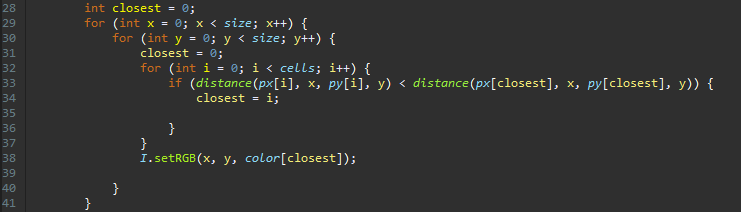 28 int closest = 0;
29 for (int x = 0; x < size; x++) {
30 for (int y = 0; y < size; y++) {
31 closest = 0;
32 for (int i = 0; i < cells; i++) {
33 if (distance(px[i], x, py[i], y) < distance(px[closest], x, py[closest], y)) {
34 closest = i;
35
36 }
37 }
38 I.setRGB(x, y, color[closest]);
39
40 }
41 }